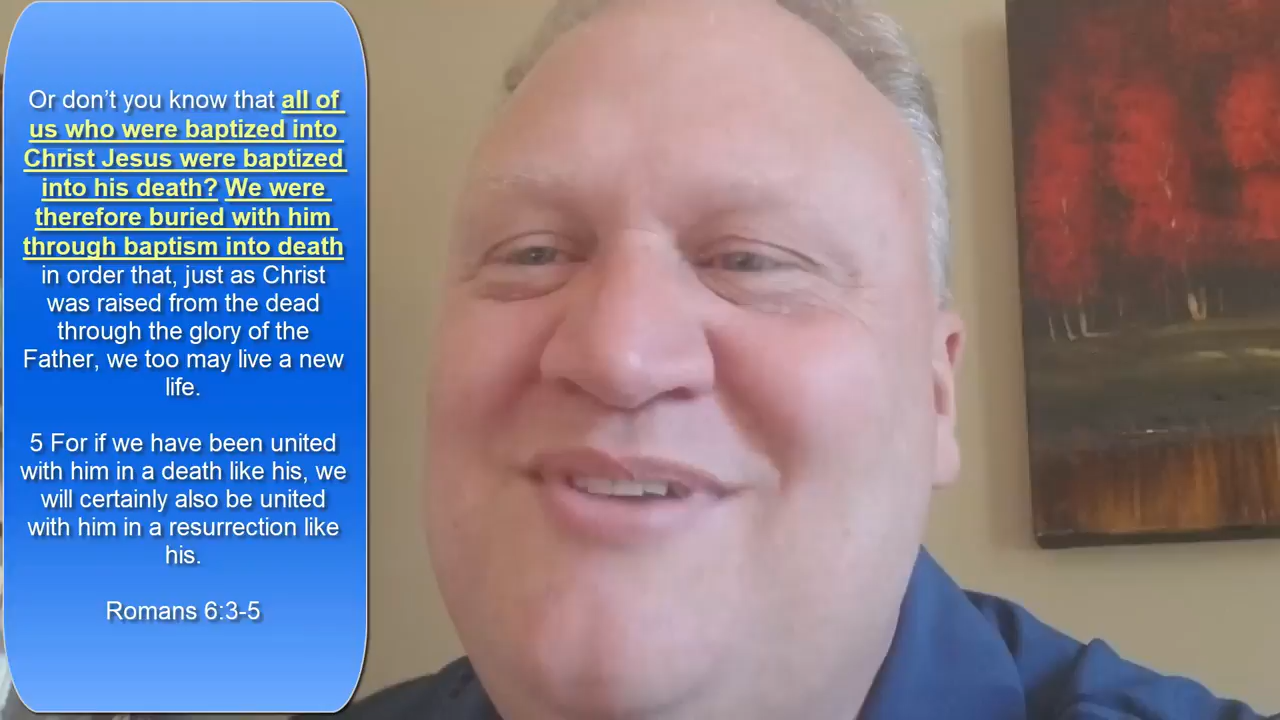 Or don’t you know that all of
us who were baptized into
Christ Jesus were baptized
into his death? We were
therefore buried with him
through baptism into death
in order that, just as Christ
was raised from the dead
through the glory of the
Father, we too may live a new
life.
5 For if we have been united
with him in a death like his, we
will certainly also be united
with him in a resurrection like
his.
Romans 6:3-5